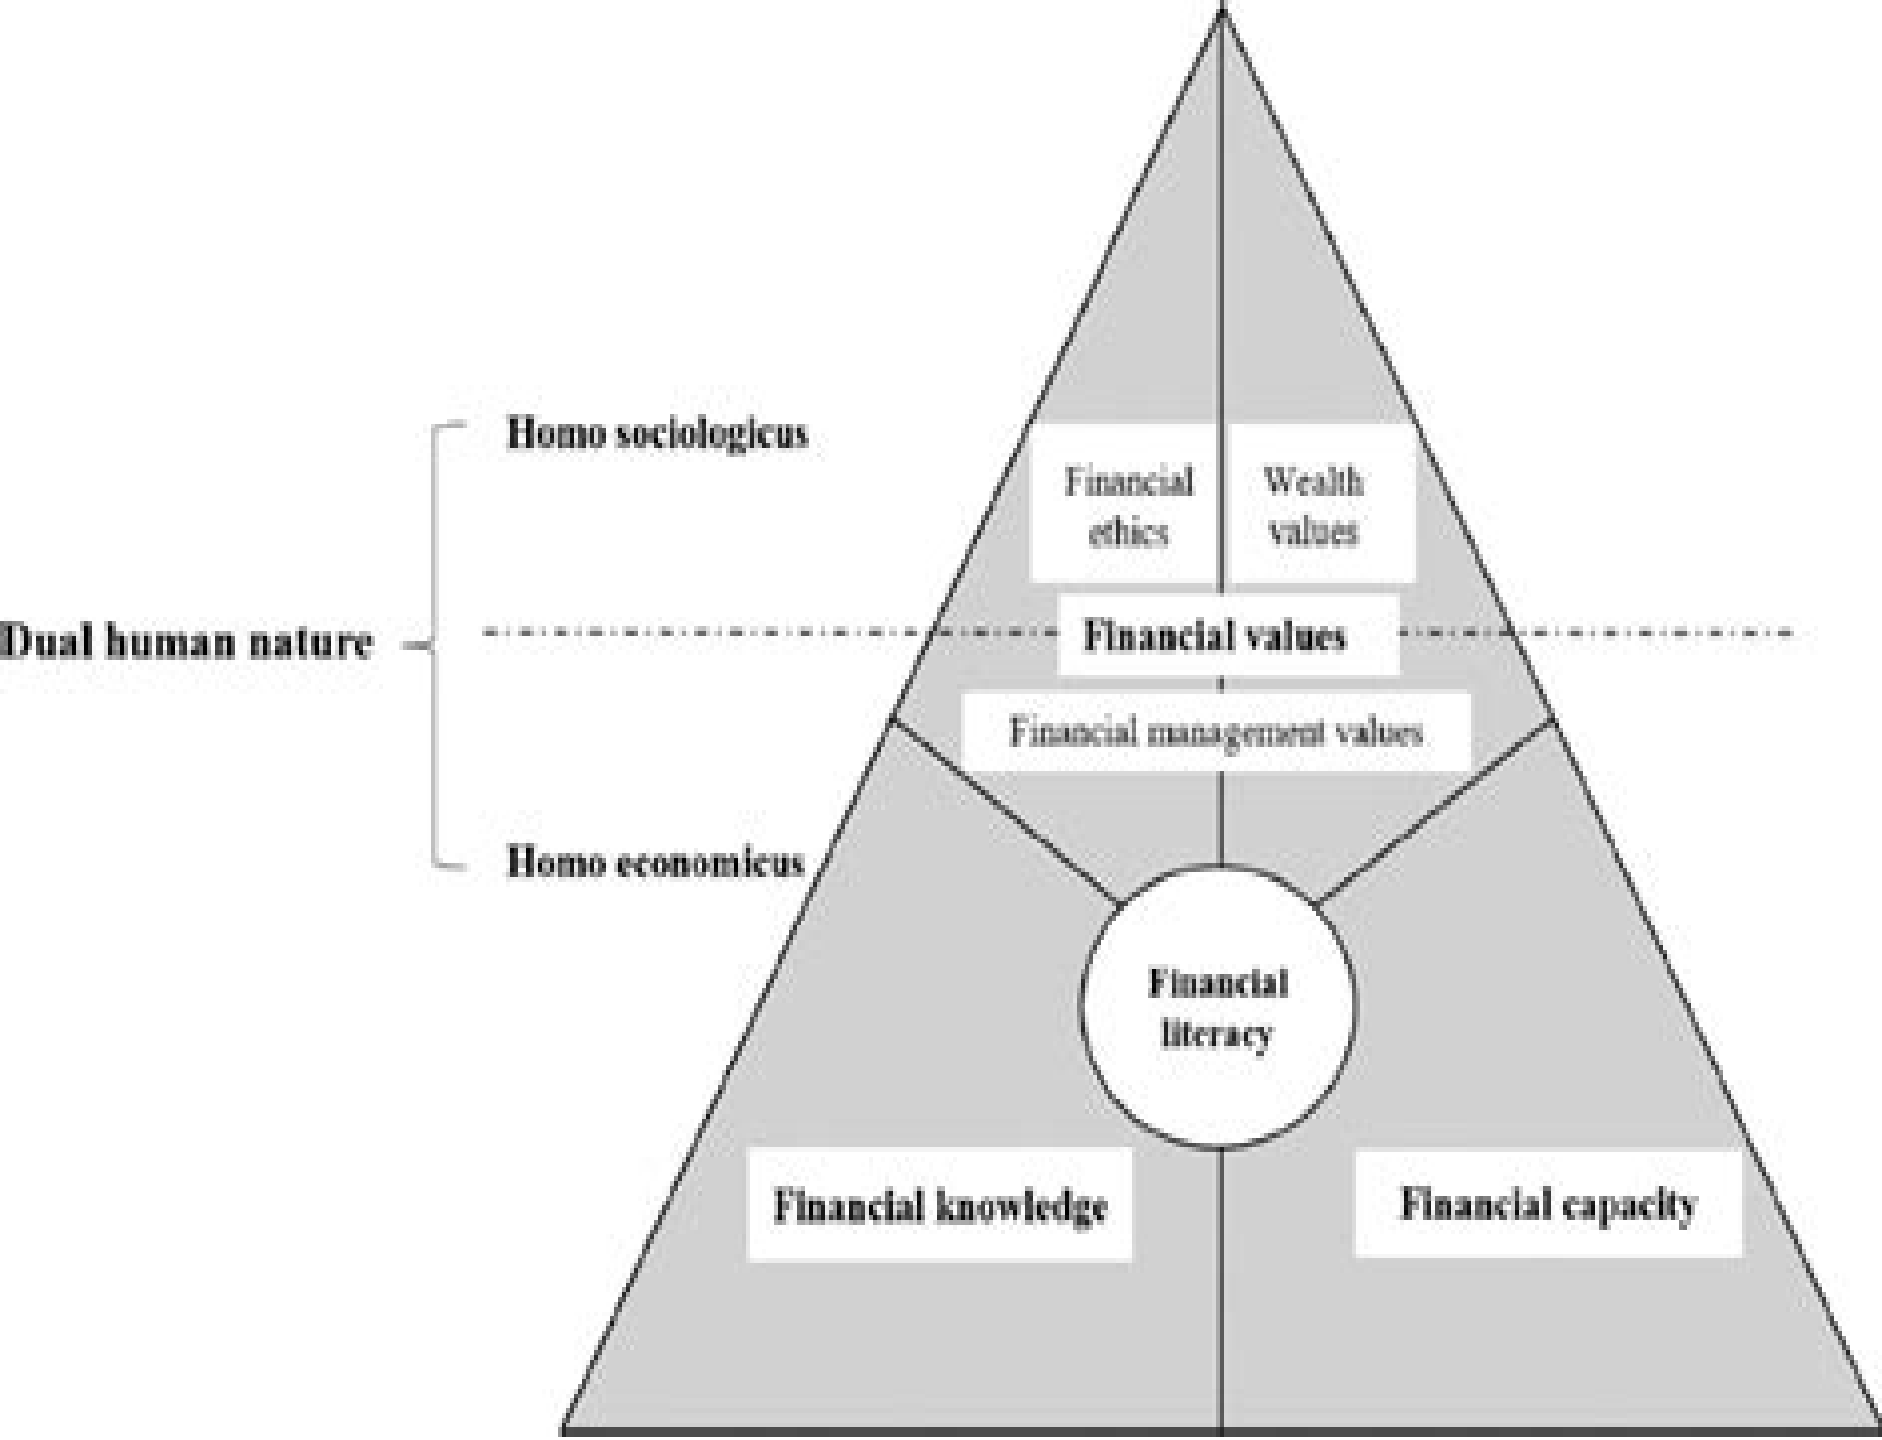 Homo sociologicus
Financial
ethics
Wealth
values
Dual human nature
Financial values
Financial management values
Homo economicus
Financial
literacy
Financial knowledge
Financial capacity